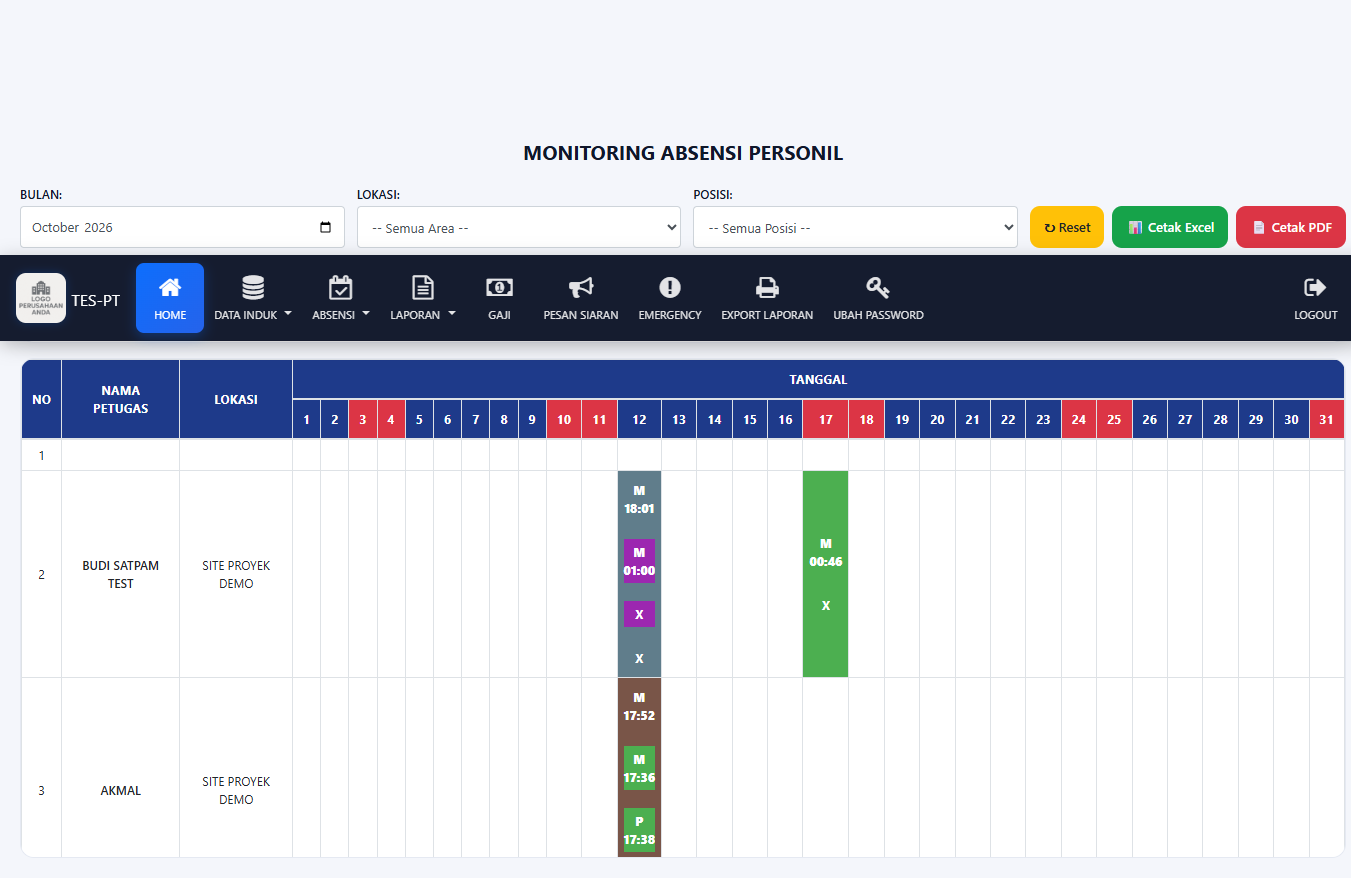 MONITORING ABSENSI PERSONIL
BULAN:
LOKASI:
POSISI:
October 2026
-- Semua Area --
-- Semua Posisi --
↻ Reset
Cetak Excel
Cetak PDF
LOGO
PERUSAHAAN
ANDA
TES-PT
HOME
DATA INDUK
ABSENSI
LAPORAN
GAJI
PESAN SIARAN
EMERGENCY
EXPORT LAPORAN
UBAH PASSWORD
LOGOUT
NO
NAMA
PETUGAS
LOKASI
TANGGAL
1 2 3 4 5 6 7 8 9 10 11 12 13 14 15 16 17 18 19 20 21 22 23 24 25 26 27 28 29 30 31
1
2
BUDI SATPAM
TEST
SITE PROYEK
DEMO
M
18:01
M
01:00
X
X
M
00:46
X
3
AKMAL
SITE PROYEK
DEMO
M
17:52
M
17:36
P
17:38